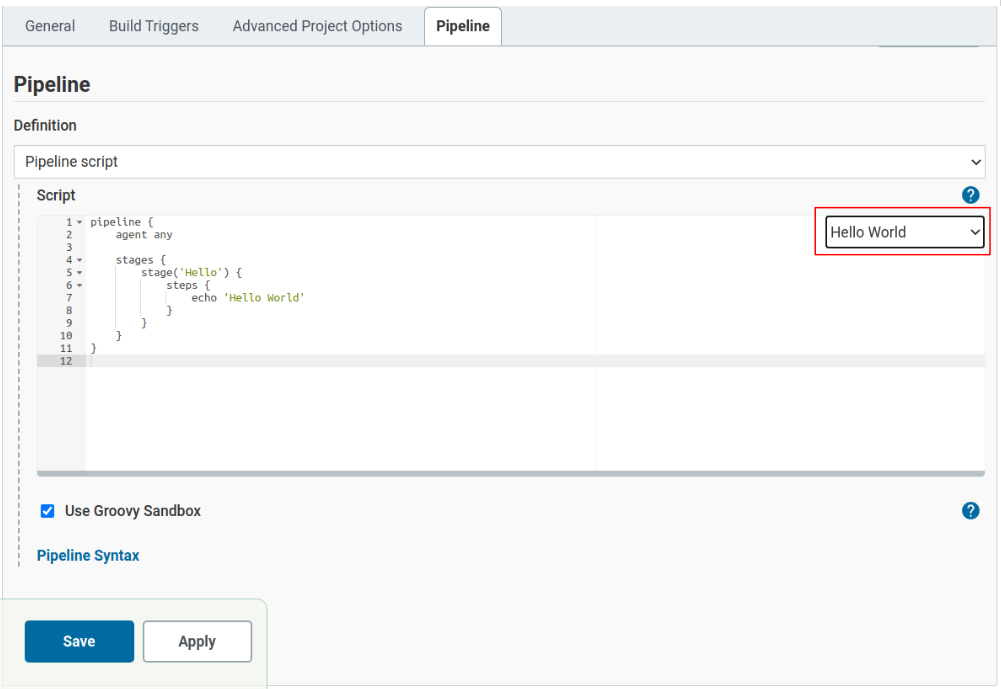 General Build Triggers Advanced Project Options Pipeline
Pipeline
Definition
Pipeline script
Script ?
Hello World
1 pipeline {
2     agent any
3
4     stages {
5         stage('Hello') {
6             steps {
7                 echo 'Hello World'
8             }
9         }
10     }
11 }
12
Use Groovy Sandbox ?
Pipeline Syntax
Save Apply